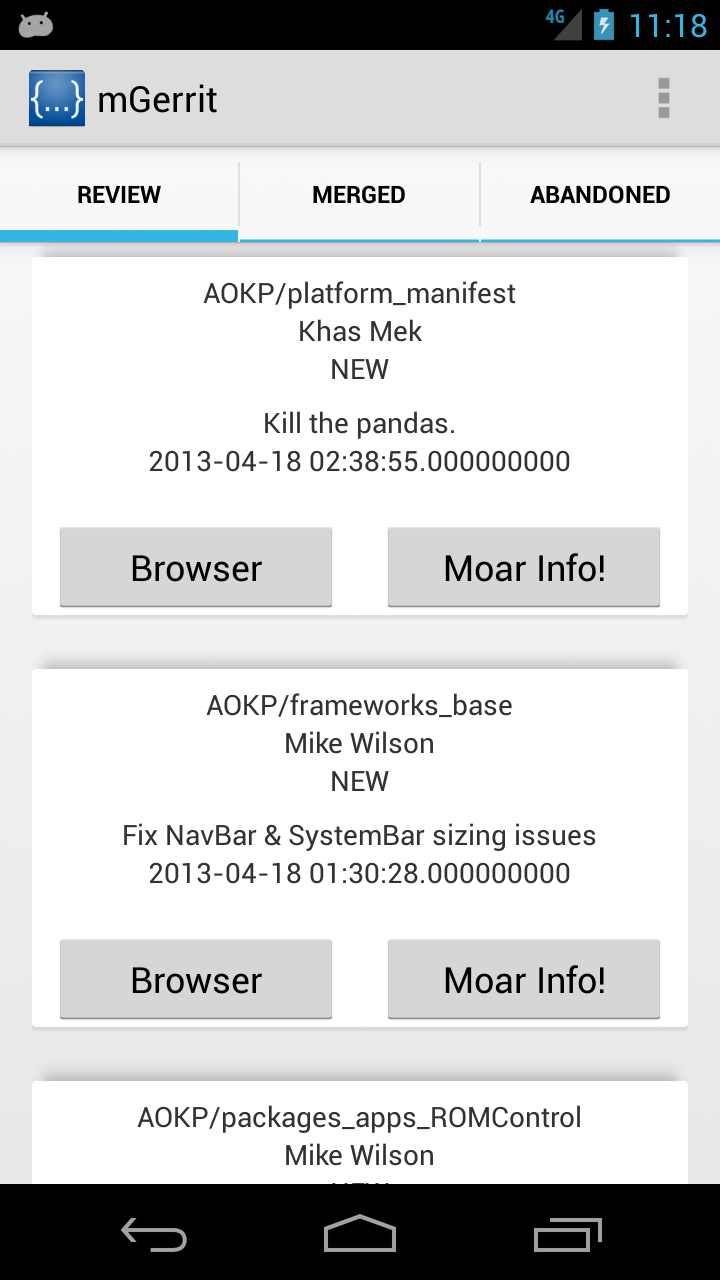 4G 11:18
{...} mGerrit
REVIEW MERGED ABANDONED
AOKP/platform_manifest
Khas Mek
NEW
Kill the pandas.
2013-04-18 02:38:55.000000000
Browser Moar Info!
AOKP/frameworks_base
Mike Wilson
NEW
Fix NavBar & SystemBar sizing issues
2013-04-18 01:30:28.000000000
Browser Moar Info!
AOKP/packages_apps_ROMControl
Mike Wilson